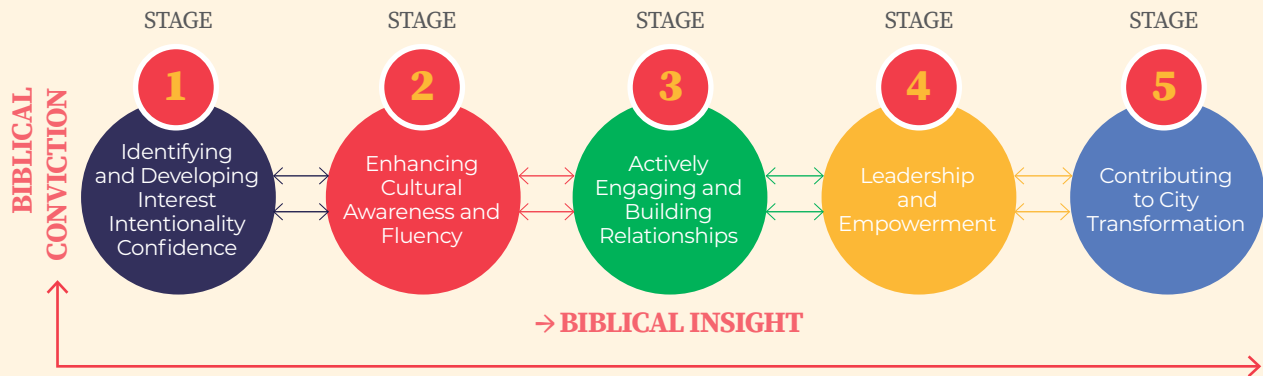 STAGE
1
Identifying
and Developing
Interest
Intentionality
Confidence
STAGE
2
Enhancing
Cultural
Awareness and
Fluency
STAGE
3
Actively
Engaging and
Building
Relationships
STAGE
4
Leadership
and
Empowerment
STAGE
5
Contributing
to City
Transformation
BIBLICAL
CONVICTION
→ BIBLICAL INSIGHT